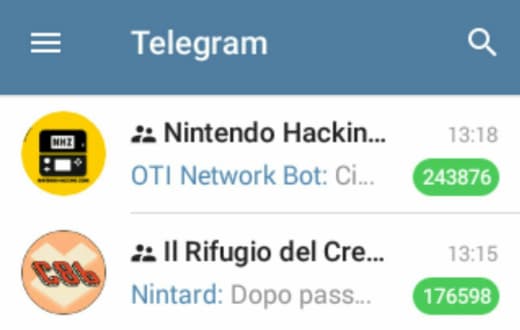 Telegram
NHZ
Nintendo Hackin... 13:18
OTI Network Bot: Ci... 243876
Il Rifugio del Cre... 13:15
Nintard: Dopo pass... 176598